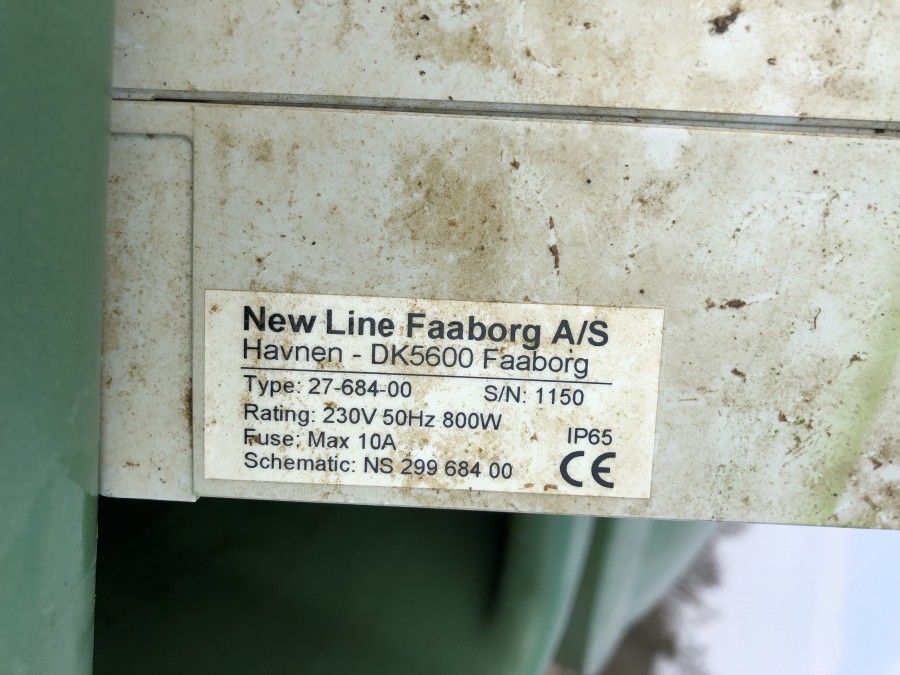 New Line Faaborg A/S
Havnen - DK5600 Faaborg
Type: 27-684-00 S/N: 1150
Rating: 230V 50Hz 800W
Fuse: Max 10A IP65
Schematic: NS 299 684 00 CE